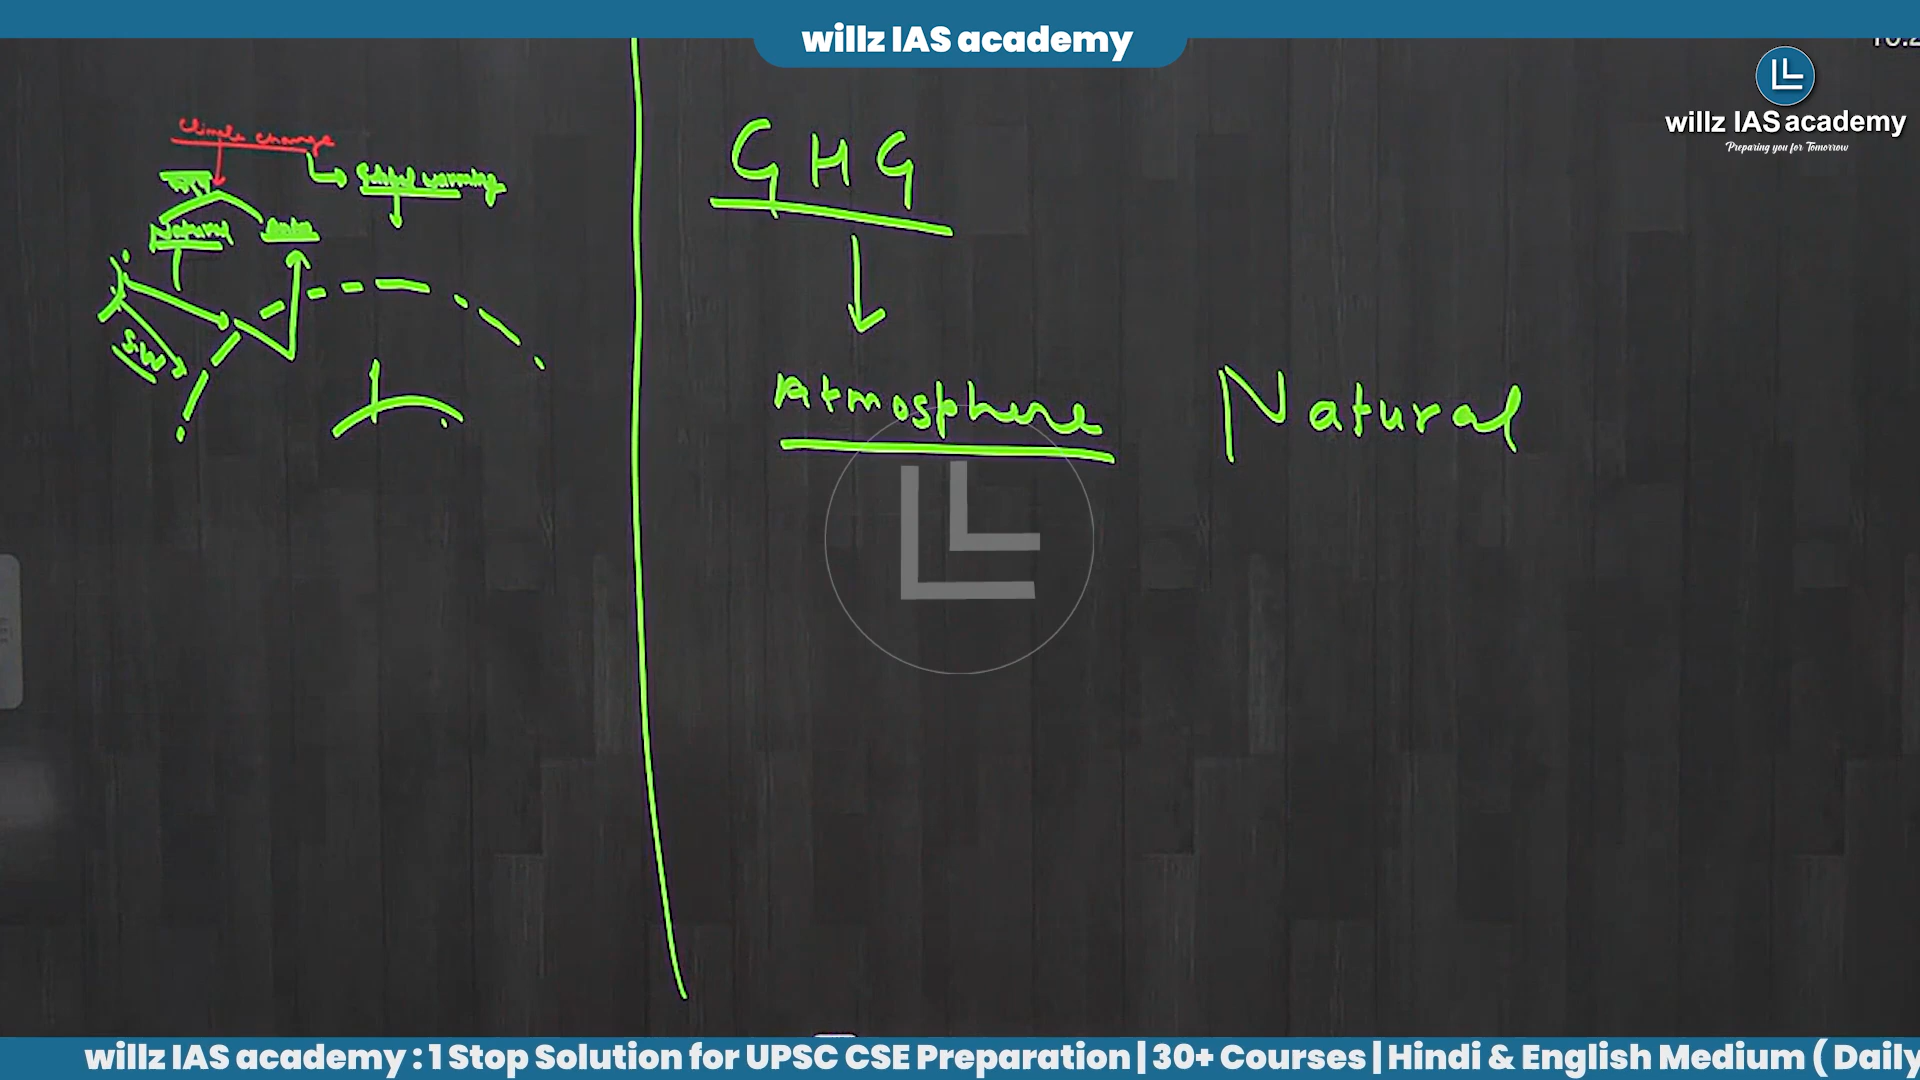 willz IAS academy
willz IAS academy
Preparing you for Tomorrow
Climate change
Global warming
Natural
S.W
GHG
Atmosphere
Natural
willz IAS academy : 1 Stop Solution for UPSC CSE Preparation | 30+ Courses | Hindi & English Medium ( Daily